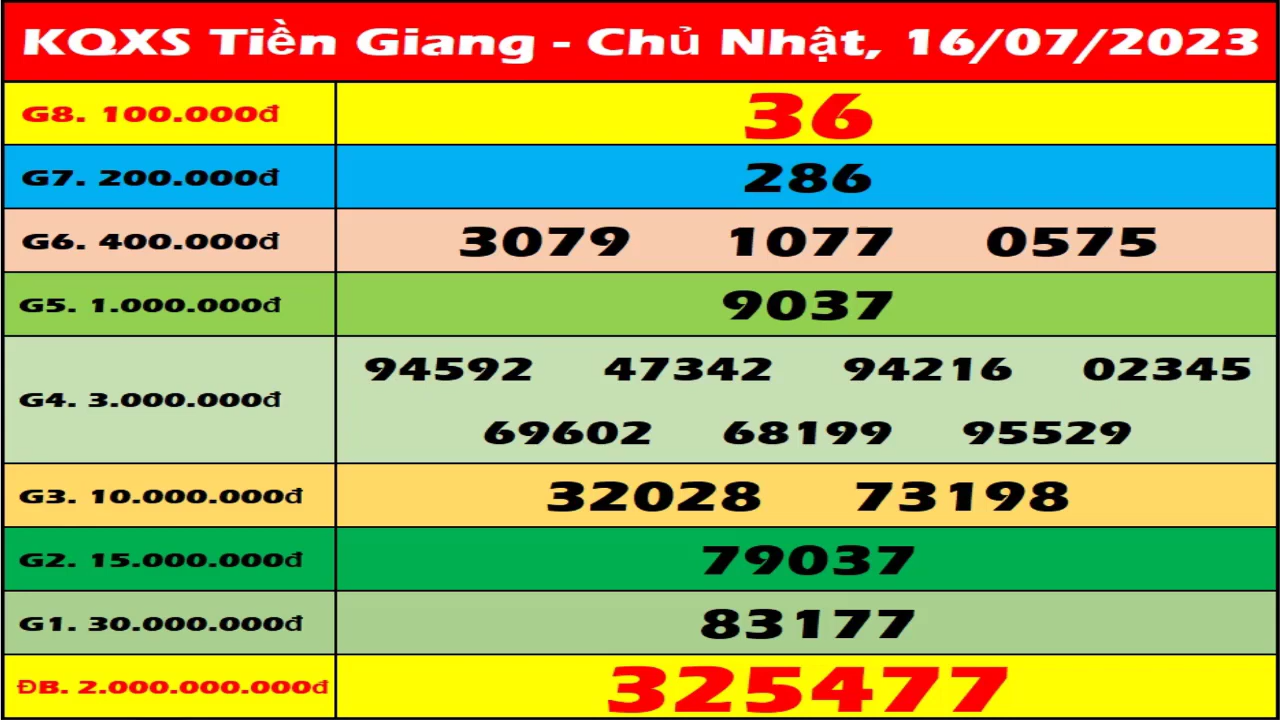 KQXS Tiền Giang - Chủ Nhật, 16/07/2023
G8. 100.000đ 36
G7. 200.000đ 286
G6. 400.000đ 3079 1077 0575
G5. 1.000.000đ 9037
G4. 3.000.000đ 94592 47342 94216 02345
69602 68199 95529
G3. 10.000.000đ 32028 73198
G2. 15.000.000đ 79037
G1. 30.000.000đ 83177
ĐB. 2.000.000.000đ 325477